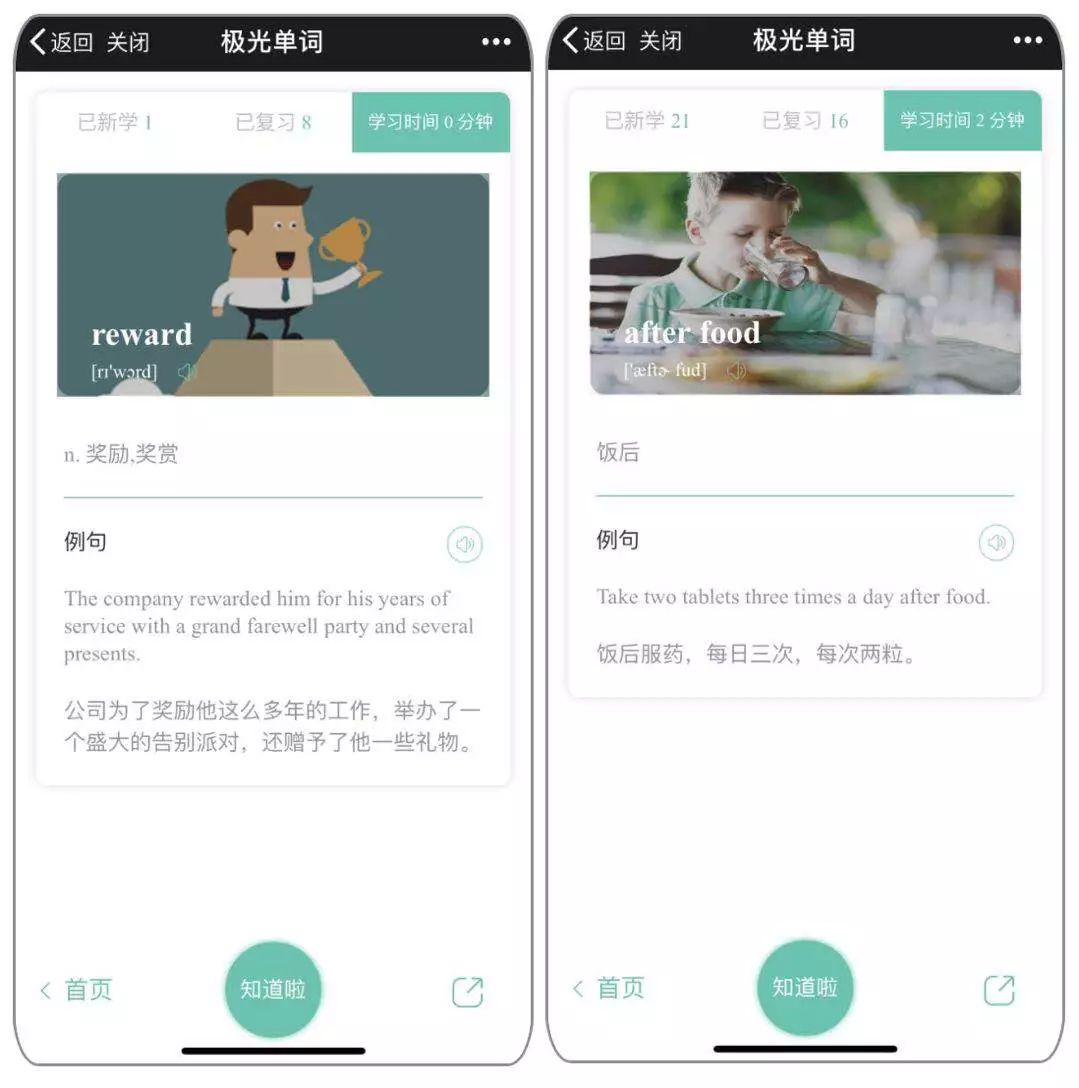 返回 关闭 极光单词
已新学 1 已复习 8 学习时间 0 分钟
reward
[rɪ'wɔrd]
n. 奖励,奖赏
例句
The company rewarded him for his years of
service with a grand farewell party and several
presents.
公司为了奖励他这么多年的工作，举办了一
个盛大的告别派对，还赠予了他一些礼物。
首页 知道啦
返回 关闭 极光单词
已新学 21 已复习 16 学习时间 2 分钟
after food
['æftɚ fud]
饭后
例句
Take two tablets three times a day after food.
饭后服药，每日三次，每次两粒。
首页 知道啦